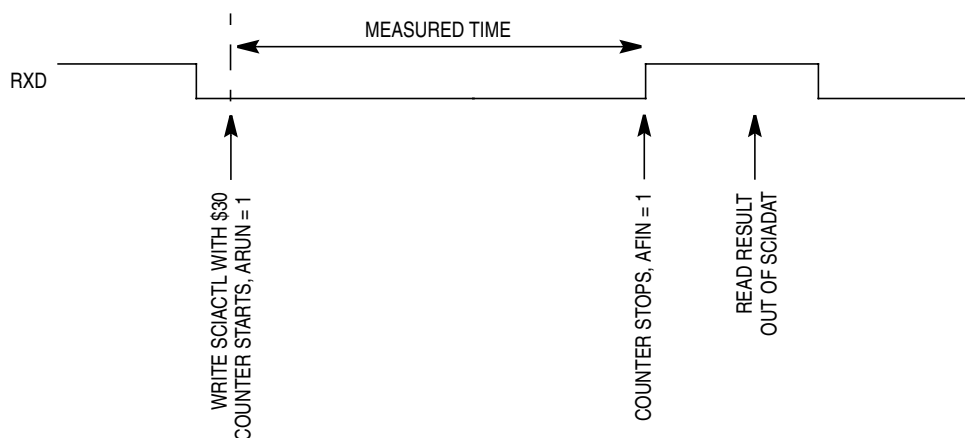 MEASURED TIME
RXD
WRITE SCIACTL WITH $30
COUNTER STARTS, ARUN = 1
COUNTER STOPS, AFIN = 1
READ RESULT
OUT OF SCIADAT